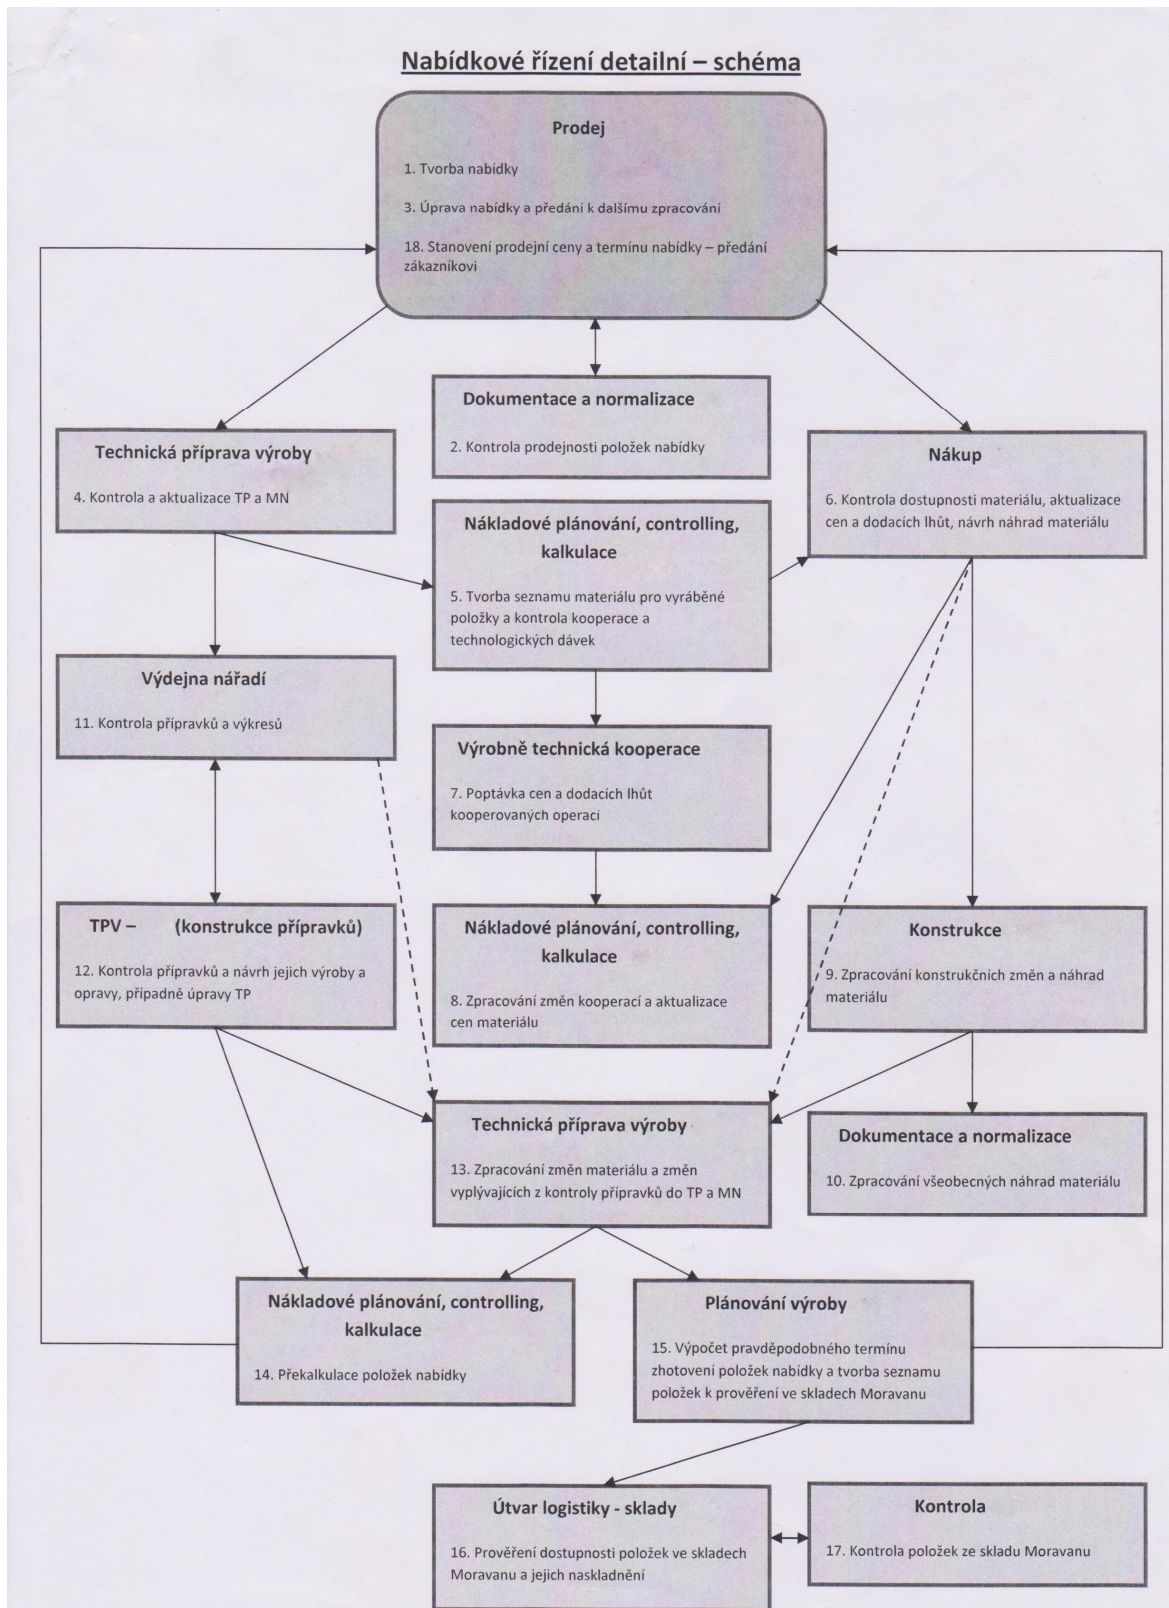 Nabídkové řízení detailní – schéma
Prodej
1. Tvorba nabídky
3. Úprava nabídky a předání k dalšímu zpracování
18. Stanovení prodejní ceny a termínu nabídky – předání
zákazníkovi
Dokumentace a normalizace
2. Kontrola prodejnosti položek nabídky
Technická příprava výroby
4. Kontrola a aktualizace TP a MN
Nákup
6. Kontrola dostupnosti materiálu, aktualizace
cen a dodacích lhůt, návrh náhrad materiálu
Nákladové plánování, controlling,
kalkulace
5. Tvorba seznamu materiálu pro vyráběné
položky a kontrola kooperace a
technologických dávek
Výdejna nářadí
11. Kontrola přípravků a výkresů
Výrobně technická kooperace
7. Poptávka cen a dodacích lhůt
kooperovaných operací
TPV – (konstrukce přípravků)
12. Kontrola přípravků a návrh jejich výroby a
opravy, případně úpravy TP
Nákladové plánování, controlling,
kalkulace
8. Zpracování změn kooperací a aktualizace
cen materiálu
Konstrukce
9. Zpracování konstrukčních změn a náhrad
materiálu
Technická příprava výroby
13. Zpracování změn materiálu a změn
vyplývajících z kontroly přípravků do TP a MN
Dokumentace a normalizace
10. Zpracování všeobecných náhrad materiálu
Nákladové plánování, controlling,
kalkulace
14. Překalkulace položek nabídky
Plánování výroby
15. Výpočet pravděpodobného termínu
zhotovení položek nabídky a tvorba seznamu
položek k prověření ve skladech Moravanu
Útvar logistiky - sklady
16. Prověření dostupnosti položek ve skladech
Moravanu a jejich naskladnění
Kontrola
17. Kontrola položek ze skladu Moravanu